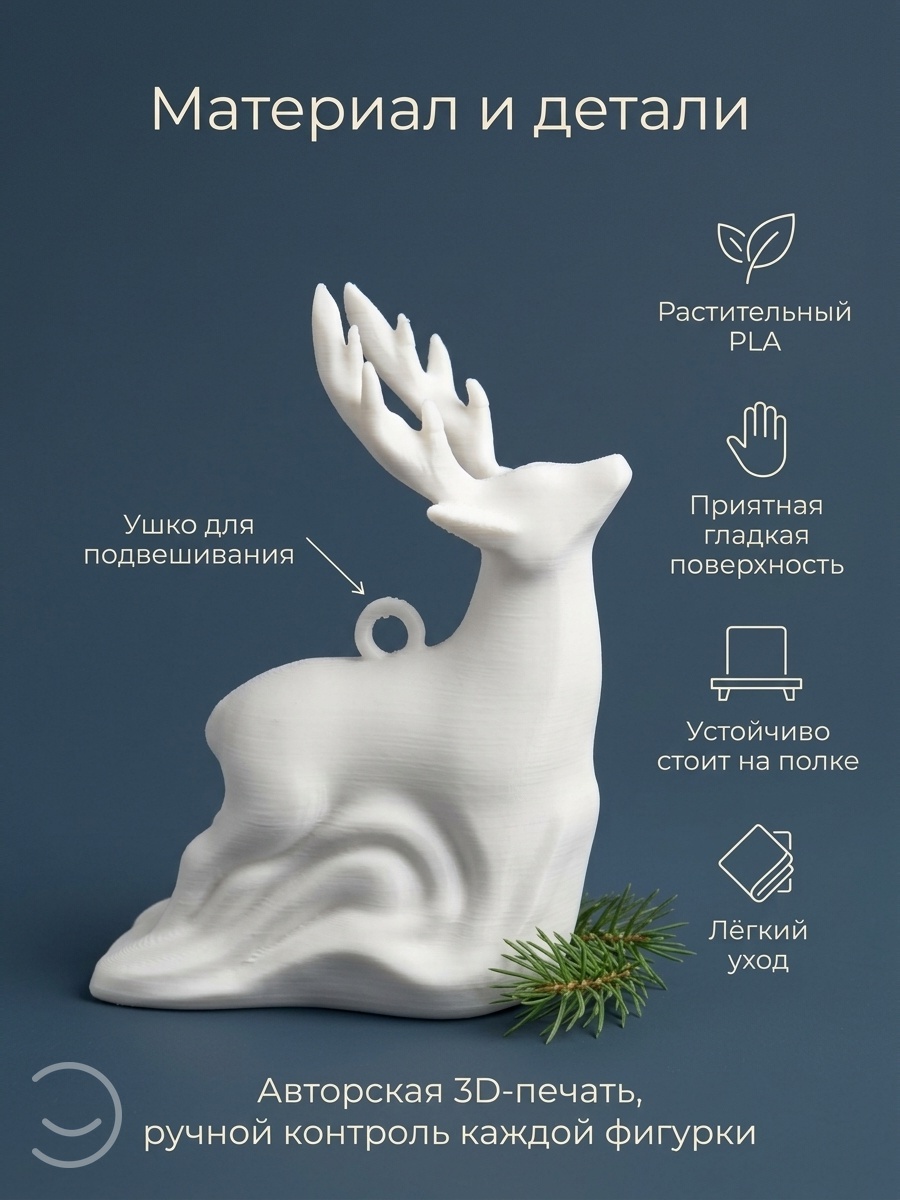 Материал и детали
Растительный
PLA
Приятная
гладкая
поверхность
Ушко для
подвешивания
Устойчиво
стоит на полке
Лёгкий
уход
Авторская 3D-печать,
ручной контроль каждой фигурки